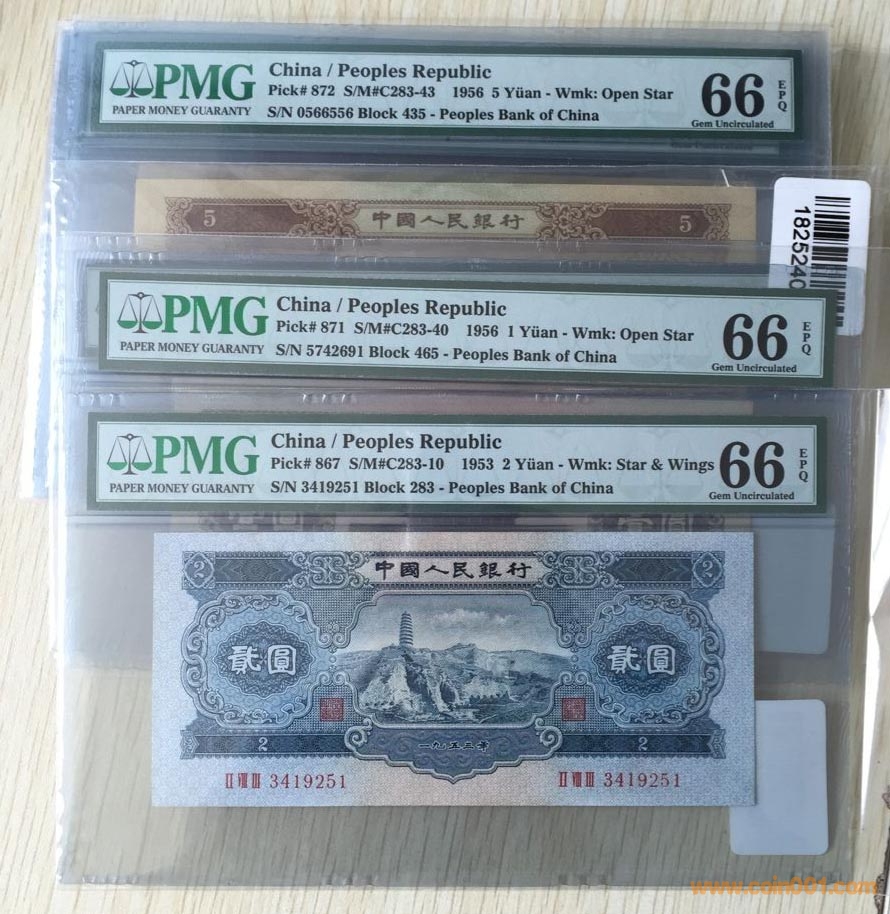 PMG
PAPER MONEY GUARANTY
China / Peoples Republic
Pick# 872 S/M#C283-43 1956 5 Yüan - Wmk: Open Star
S/N 0566556 Block 435 - Peoples Bank of China
66
EPQ
Gem Uncirculated
5 中國人民銀行 5
1825240
PMG
PAPER MONEY GUARANTY
China / Peoples Republic
Pick# 871 S/M#C283-40 1956 1 Yüan - Wmk: Open Star
S/N 5742691 Block 465 - Peoples Bank of China
66
EPQ
Gem Uncirculated
PMG
PAPER MONEY GUARANTY
China / Peoples Republic
Pick# 867 S/M#C283-10 1953 2 Yüan - Wmk: Star & Wings
S/N 3419251 Block 283 - Peoples Bank of China
66
EPQ
Gem Uncirculated
2 中國人民銀行 2
貳圓 貳圓
2 一九五三年 2
II VIII III 3419251 II VIII III 3419251
www.coin001.com